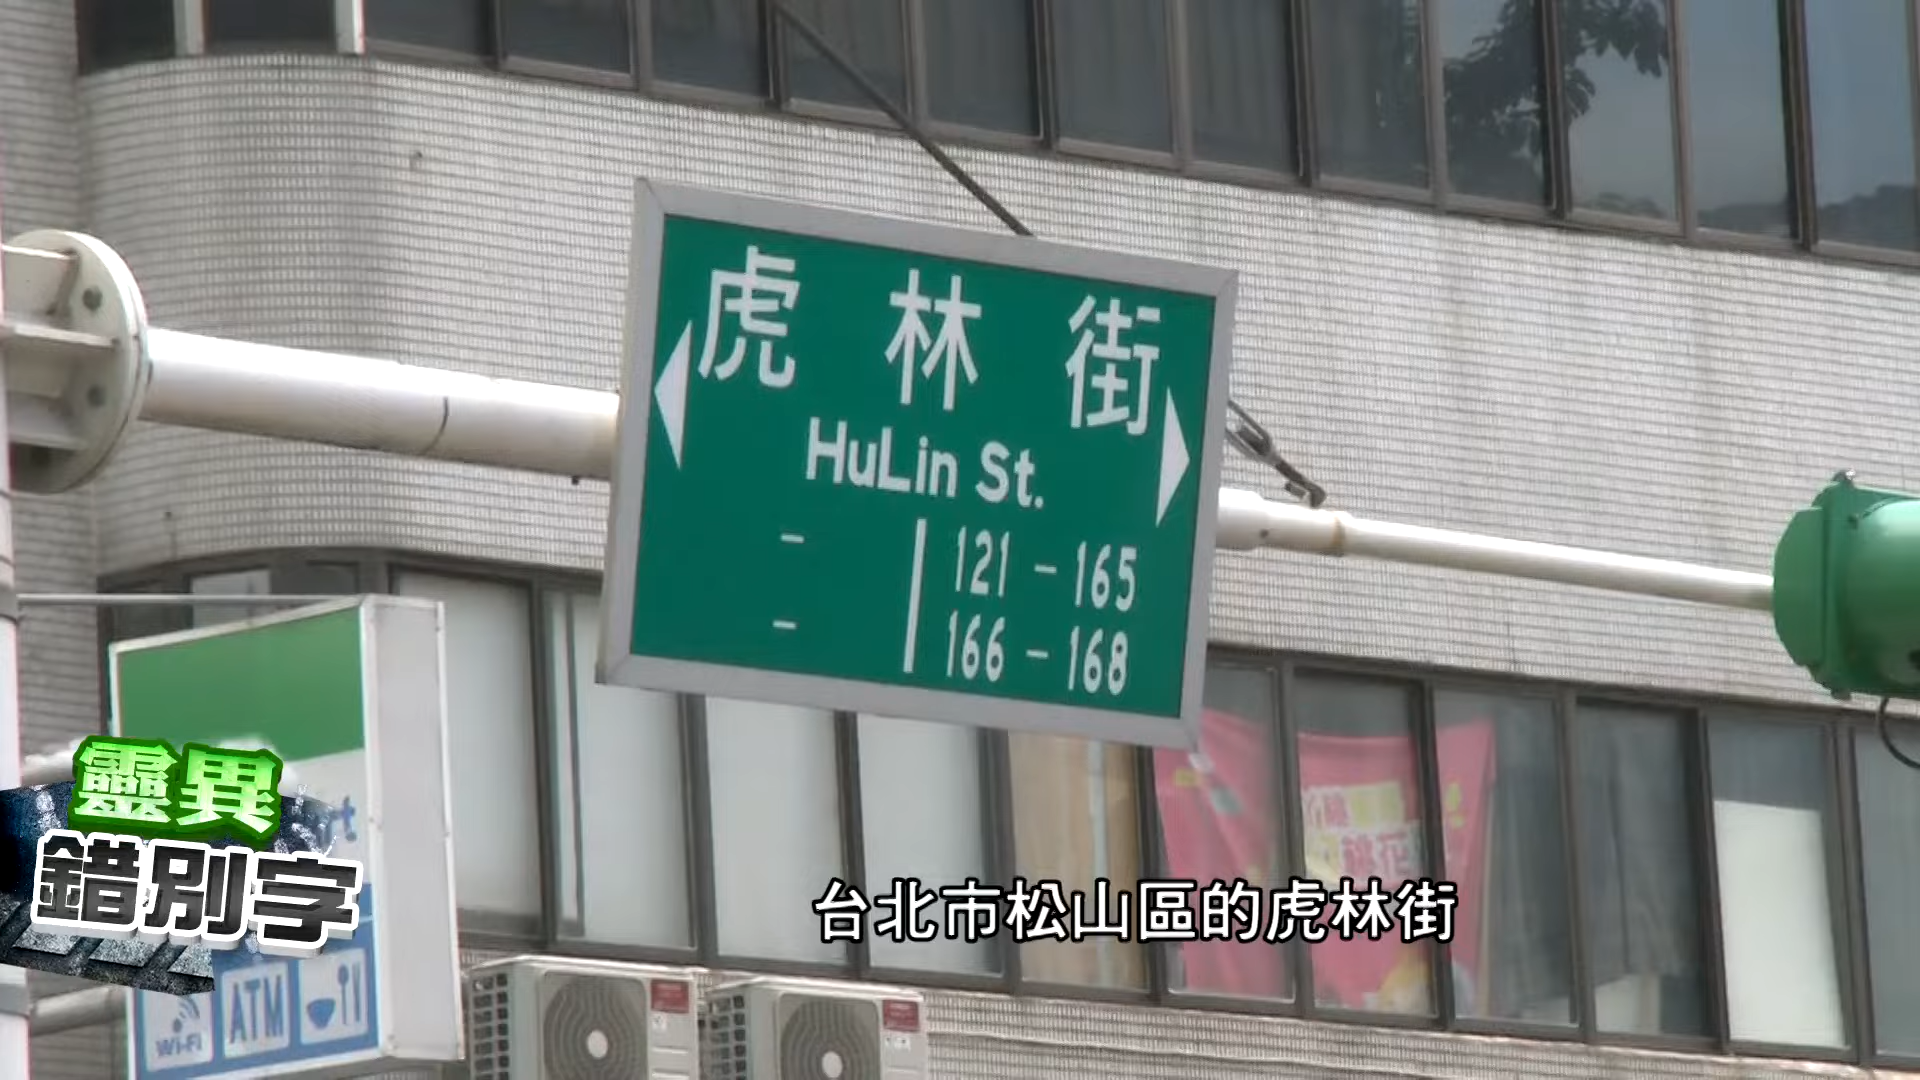 虎林街
HuLin St.
- 121 - 165
- 166 - 168
靈異
錯別字
台北市松山區的虎林街
Wi-Fi
ATM